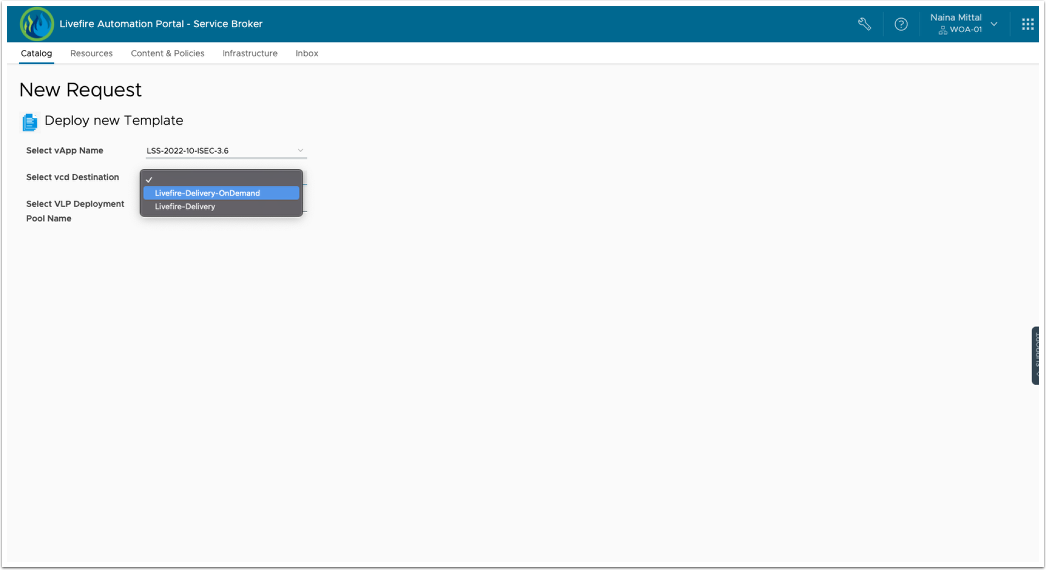 Livefire Automation Portal - Service Broker
Naina Mittal
WOA-01
Catalog Resources Content & Policies Infrastructure Inbox
New Request
Deploy new Template
Select vApp Name LSS-2022-10-ISEC-3.6
Select vcd Destination
Livefire-Delivery-OnDemand
Livefire-Delivery
Select VLP Deployment
Pool Name
SUPPORT